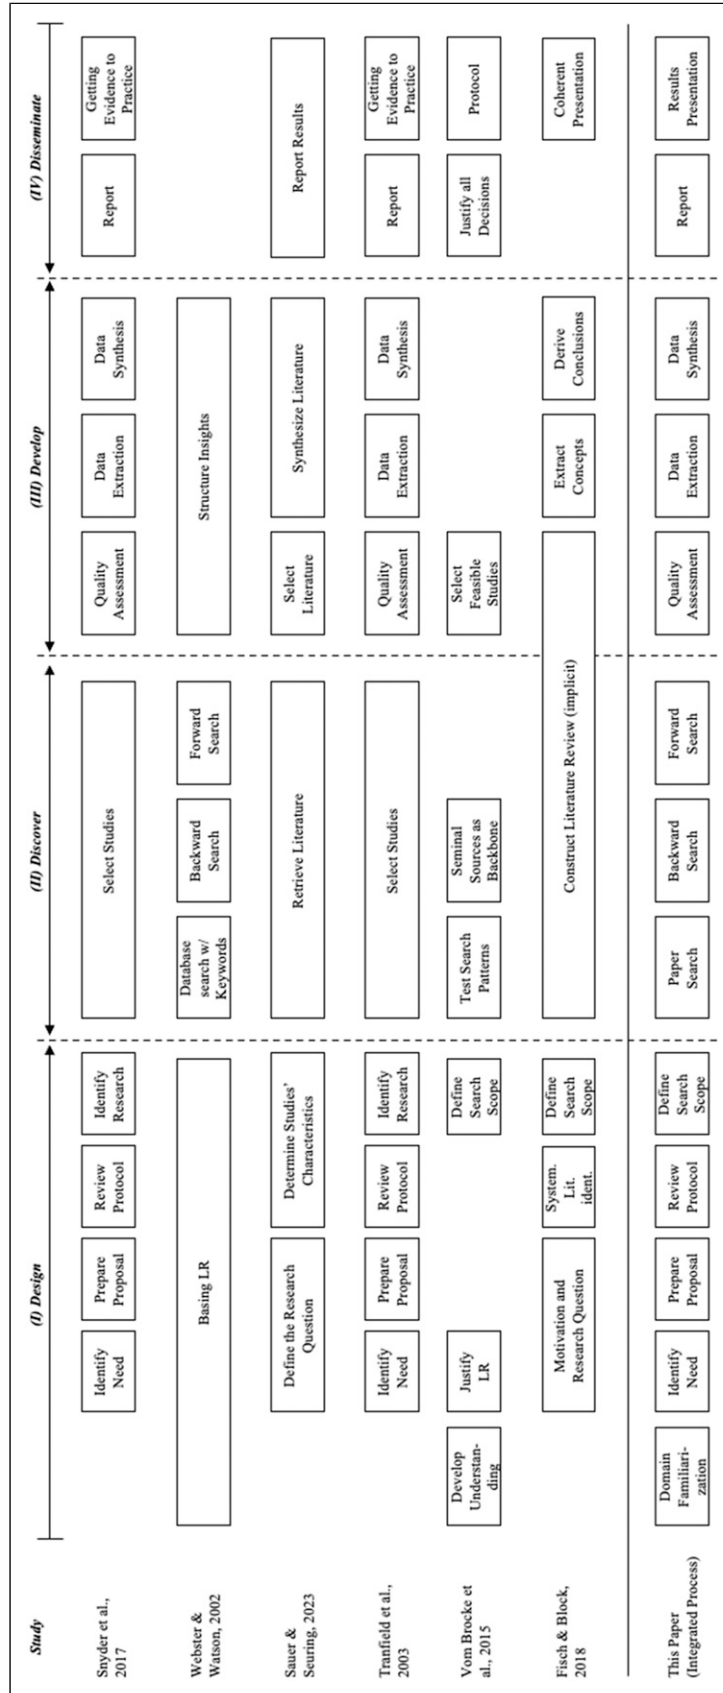 Study
(I) Design
(II) Discover
(III) Develop
(IV) Disseminate
Snyder et al.,
2017
Identify
Need
Prepare
Proposal
Review
Protocol
Identify
Research
Select Studies
Quality
Assessment
Data
Extraction
Data
Synthesis
Report
Getting
Evidence to
Practice
Webster &
Watson, 2002
Basing LR
Database
search w/
Keywords
Backward
Search
Forward
Search
Structure Insights
Sauer &
Seuring, 2023
Define the Research
Question
Determine Studies'
Characteristics
Retrieve Literature
Select
Literature
Synthesize Literature
Report Results
Tranfield et al.,
2003
Identify
Need
Prepare
Proposal
Review
Protocol
Identify
Research
Select Studies
Quality
Assessment
Data
Extraction
Data
Synthesis
Report
Getting
Evidence to
Practice
Vom Brocke et
al., 2015
Develop
Understan-
ding
Justify
LR
Define
Search
Scope
Test Search
Patterns
Seminal
Sources as
Backbone
Select
Feasible
Studies
Justify all
Decisions
Protocol
Fisch & Block,
2018
Motivation and
Research Question
System.
Lit.
ident.
Define
Search
Scope
Construct Literature Review (implicit)
Extract
Concepts
Derive
Conclusions
Coherent
Presentation
This Paper
(Integrated Process)
Domain
Familiari-
zation
Identify
Need
Prepare
Proposal
Review
Protocol
Define
Search
Scope
Paper
Search
Backward
Search
Forward
Search
Quality
Assessment
Data
Extraction
Data
Synthesis
Report
Results
Presentation